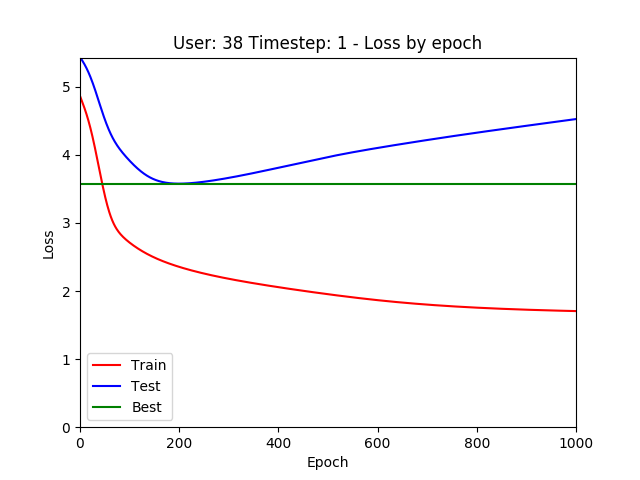 User: 38 Timestep: 1 - Loss by epoch
5
4
3
2
1
0
Loss
Train
Test
Best
0 200 400 600 800 1000
Epoch